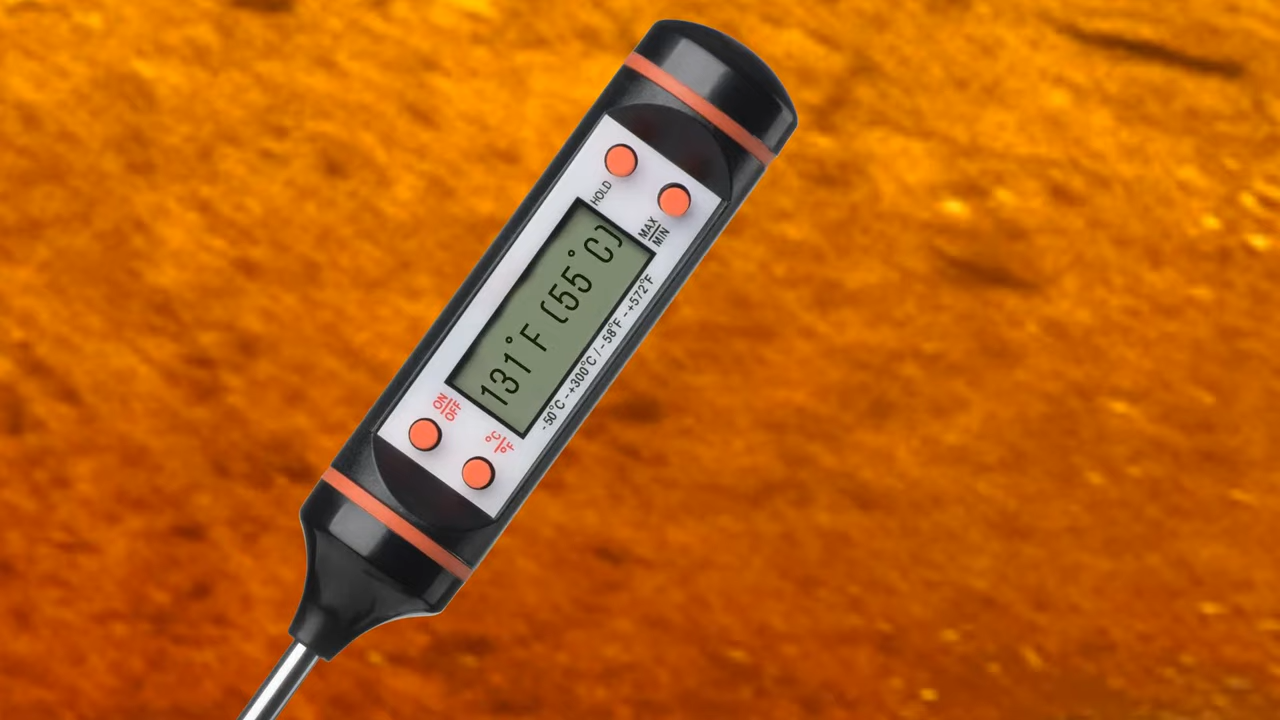 HOLD
MAX
MIN
131°F (55°C)
-50°C -+300°C / -58°F -+572°F
ON
OFF
°C
°F